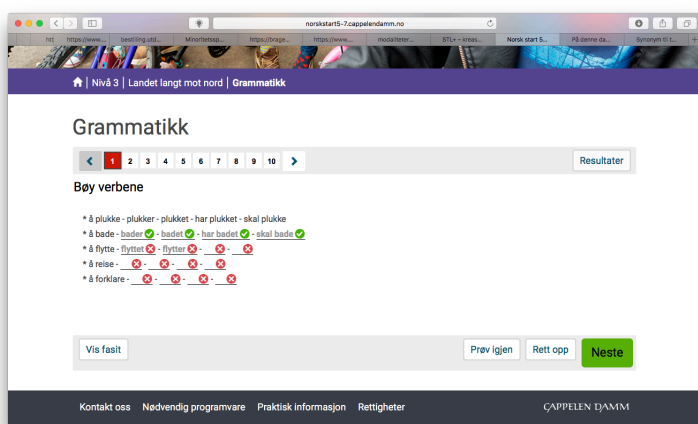 norskstart5-7.cappelendamm.no
htt https://www.... bestilling.utd... Minoritetssp... https://brage... https://www.... modaliteter... STL+ – kreas... Norsk start 5... På denne da... Synonym til t...
Nivå 3 | Landet langt mot nord | Grammatikk
Grammatikk
1 2 3 4 5 6 7 8 9 10
Resultater
Bøy verbene
* å plukke - plukker - plukket - har plukket - skal plukke
* å bade - bader - badet - har badet - skal bade
* å flytte - flyttet - flytter - -
* å reise - - - -
* å forklare - - - -
Vis fasit Prøv igjen Rett opp Neste
Kontakt oss Nødvendig programvare Praktisk informasjon Rettigheter CAPPELEN DAMM